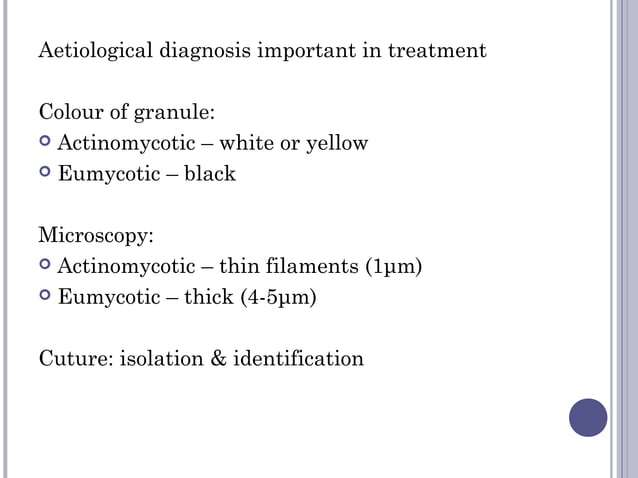 Aetiological diagnosis important in treatment
Colour of granule:
Actinomycotic – white or yellow
Eumycotic – black
Microscopy:
Actinomycotic – thin filaments (1µm)
Eumycotic – thick (4-5µm)
Cuture: isolation & identification